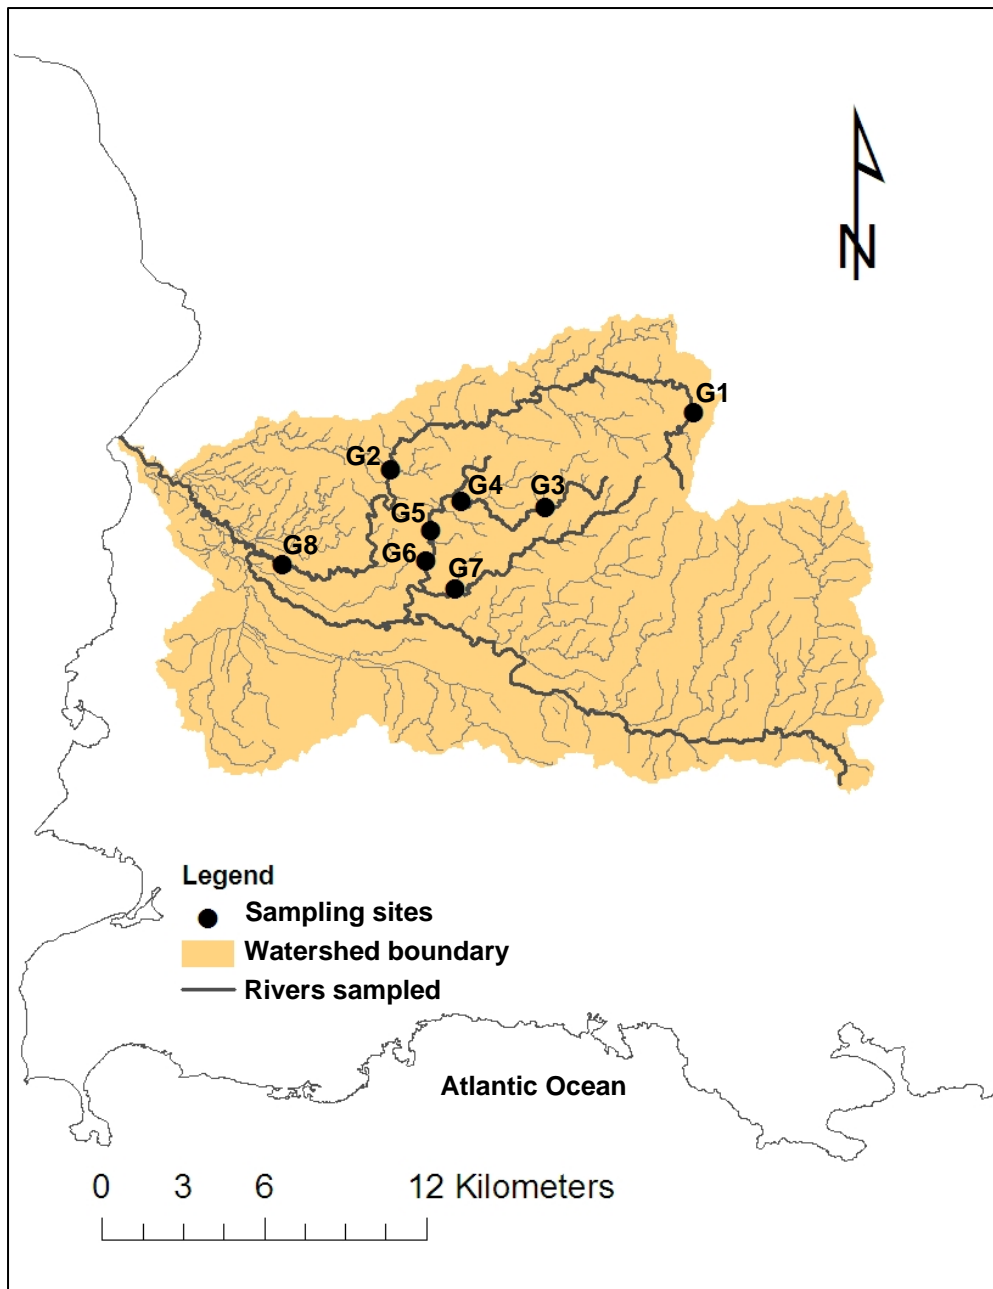 N
G1
G2
G4
G3
G5
G6
G7
G8
Legend
Sampling sites
Watershed boundary
Rivers sampled
Atlantic Ocean
0 3 6 12 Kilometers